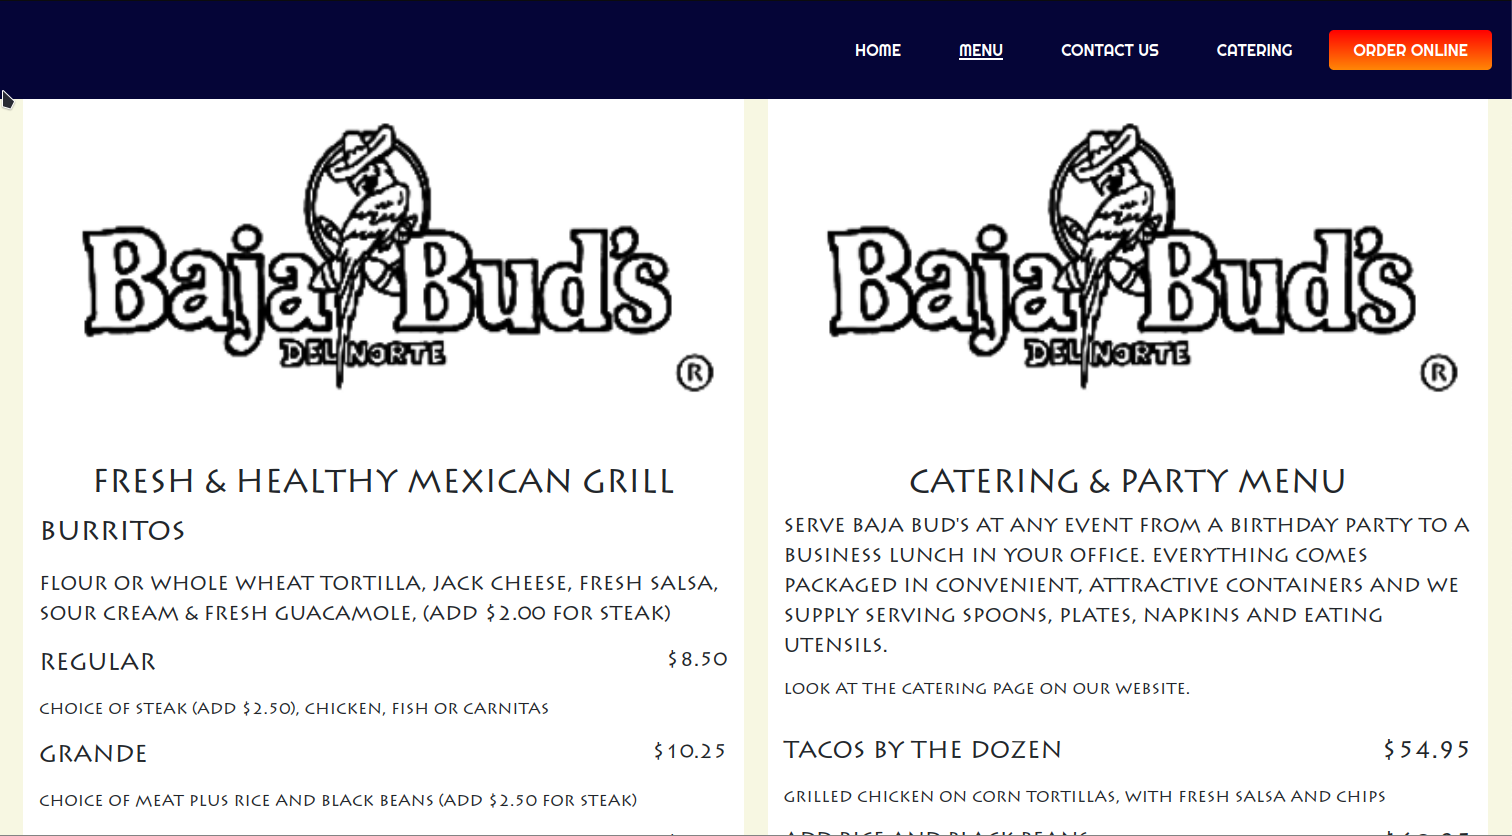 HOME MENU CONTACT US CATERING ORDER ONLINE
Baja Bud's
DEL NORTE
®
FRESH & HEALTHY MEXICAN GRILL
BURRITOS
FLOUR OR WHOLE WHEAT TORTILLA, JACK CHEESE, FRESH SALSA,
SOUR CREAM & FRESH GUACAMOLE, (ADD $2.00 FOR STEAK)
REGULAR $8.50
CHOICE OF STEAK (ADD $2.50), CHICKEN, FISH OR CARNITAS
GRANDE $10.25
CHOICE OF MEAT PLUS RICE AND BLACK BEANS (ADD $2.50 FOR STEAK)
Baja Bud's
DEL NORTE
®
CATERING & PARTY MENU
SERVE BAJA BUD'S AT ANY EVENT FROM A BIRTHDAY PARTY TO A
BUSINESS LUNCH IN YOUR OFFICE. EVERYTHING COMES
PACKAGED IN CONVENIENT, ATTRACTIVE CONTAINERS AND WE
SUPPLY SERVING SPOONS, PLATES, NAPKINS AND EATING
UTENSILS.
LOOK AT THE CATERING PAGE ON OUR WEBSITE.
TACOS BY THE DOZEN $54.95
GRILLED CHICKEN ON CORN TORTILLAS, WITH FRESH SALSA AND CHIPS
ADD RICE AND BLACK BEANS